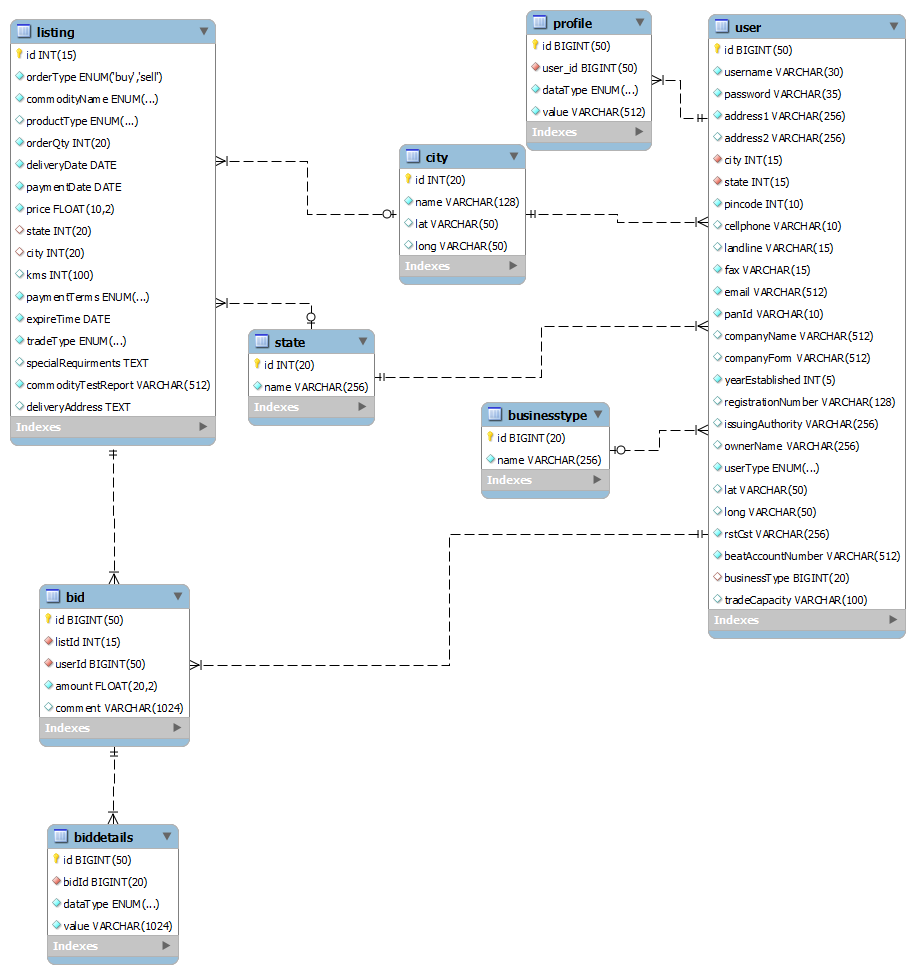 listing
id INT(15)
orderType ENUM('buy','sell')
commodityName ENUM(...)
productType ENUM(...)
orderQty INT(20)
deliveryDate DATE
paymentDate DATE
price FLOAT(10,2)
state INT(20)
city INT(20)
kms INT(100)
paymentTerms ENUM(...)
expireTime DATE
tradeType ENUM(...)
specialRequirments TEXT
commodityTestReport VARCHAR(512)
deliveryAddress TEXT
Indexes
profile
id BIGINT(50)
user_id BIGINT(50)
dataType ENUM(...)
value VARCHAR(512)
Indexes
user
id BIGINT(50)
username VARCHAR(30)
password VARCHAR(35)
address1 VARCHAR(256)
address2 VARCHAR(256)
city INT(15)
state INT(15)
pincode INT(10)
cellphone VARCHAR(10)
landline VARCHAR(15)
fax VARCHAR(15)
email VARCHAR(512)
panId VARCHAR(10)
companyName VARCHAR(512)
companyForm VARCHAR(512)
yearEstablished INT(5)
registrationNumber VARCHAR(128)
issuingAuthority VARCHAR(256)
ownerName VARCHAR(256)
userType ENUM(...)
lat VARCHAR(50)
long VARCHAR(50)
rstCst VARCHAR(256)
beatAccountNumber VARCHAR(512)
businessType BIGINT(20)
tradeCapacity VARCHAR(100)
Indexes
city
id INT(20)
name VARCHAR(128)
lat VARCHAR(50)
long VARCHAR(50)
Indexes
state
id INT(20)
name VARCHAR(256)
Indexes
businesstype
id BIGINT(20)
name VARCHAR(256)
Indexes
bid
id BIGINT(50)
listId INT(15)
userId BIGINT(50)
amount FLOAT(20,2)
comment VARCHAR(1024)
Indexes
biddetails
id BIGINT(50)
bidId BIGINT(20)
dataType ENUM(...)
value VARCHAR(1024)
Indexes